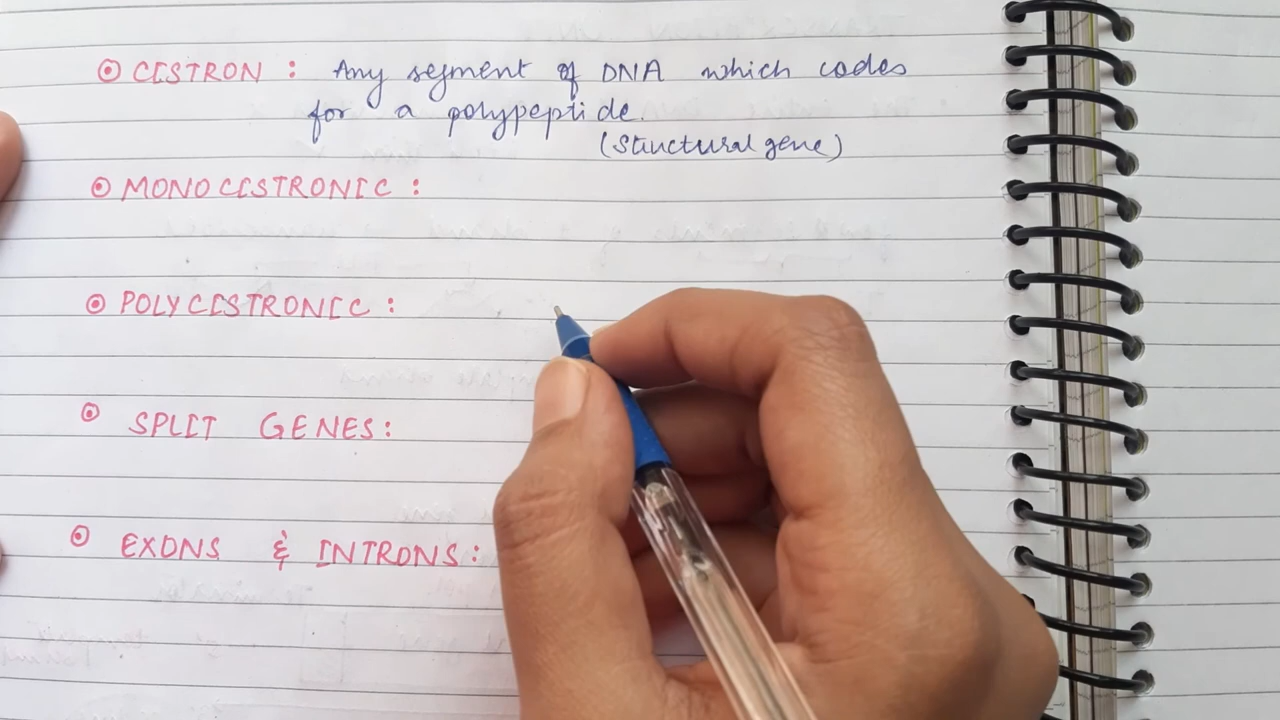 CISTRON : Any segment of DNA which codes
for a polypeptide.
(Structural gene)
MONOCISTRONIC :
POLYCISTRONIC :
SPLIT GENES:
EXONS & INTRONS: